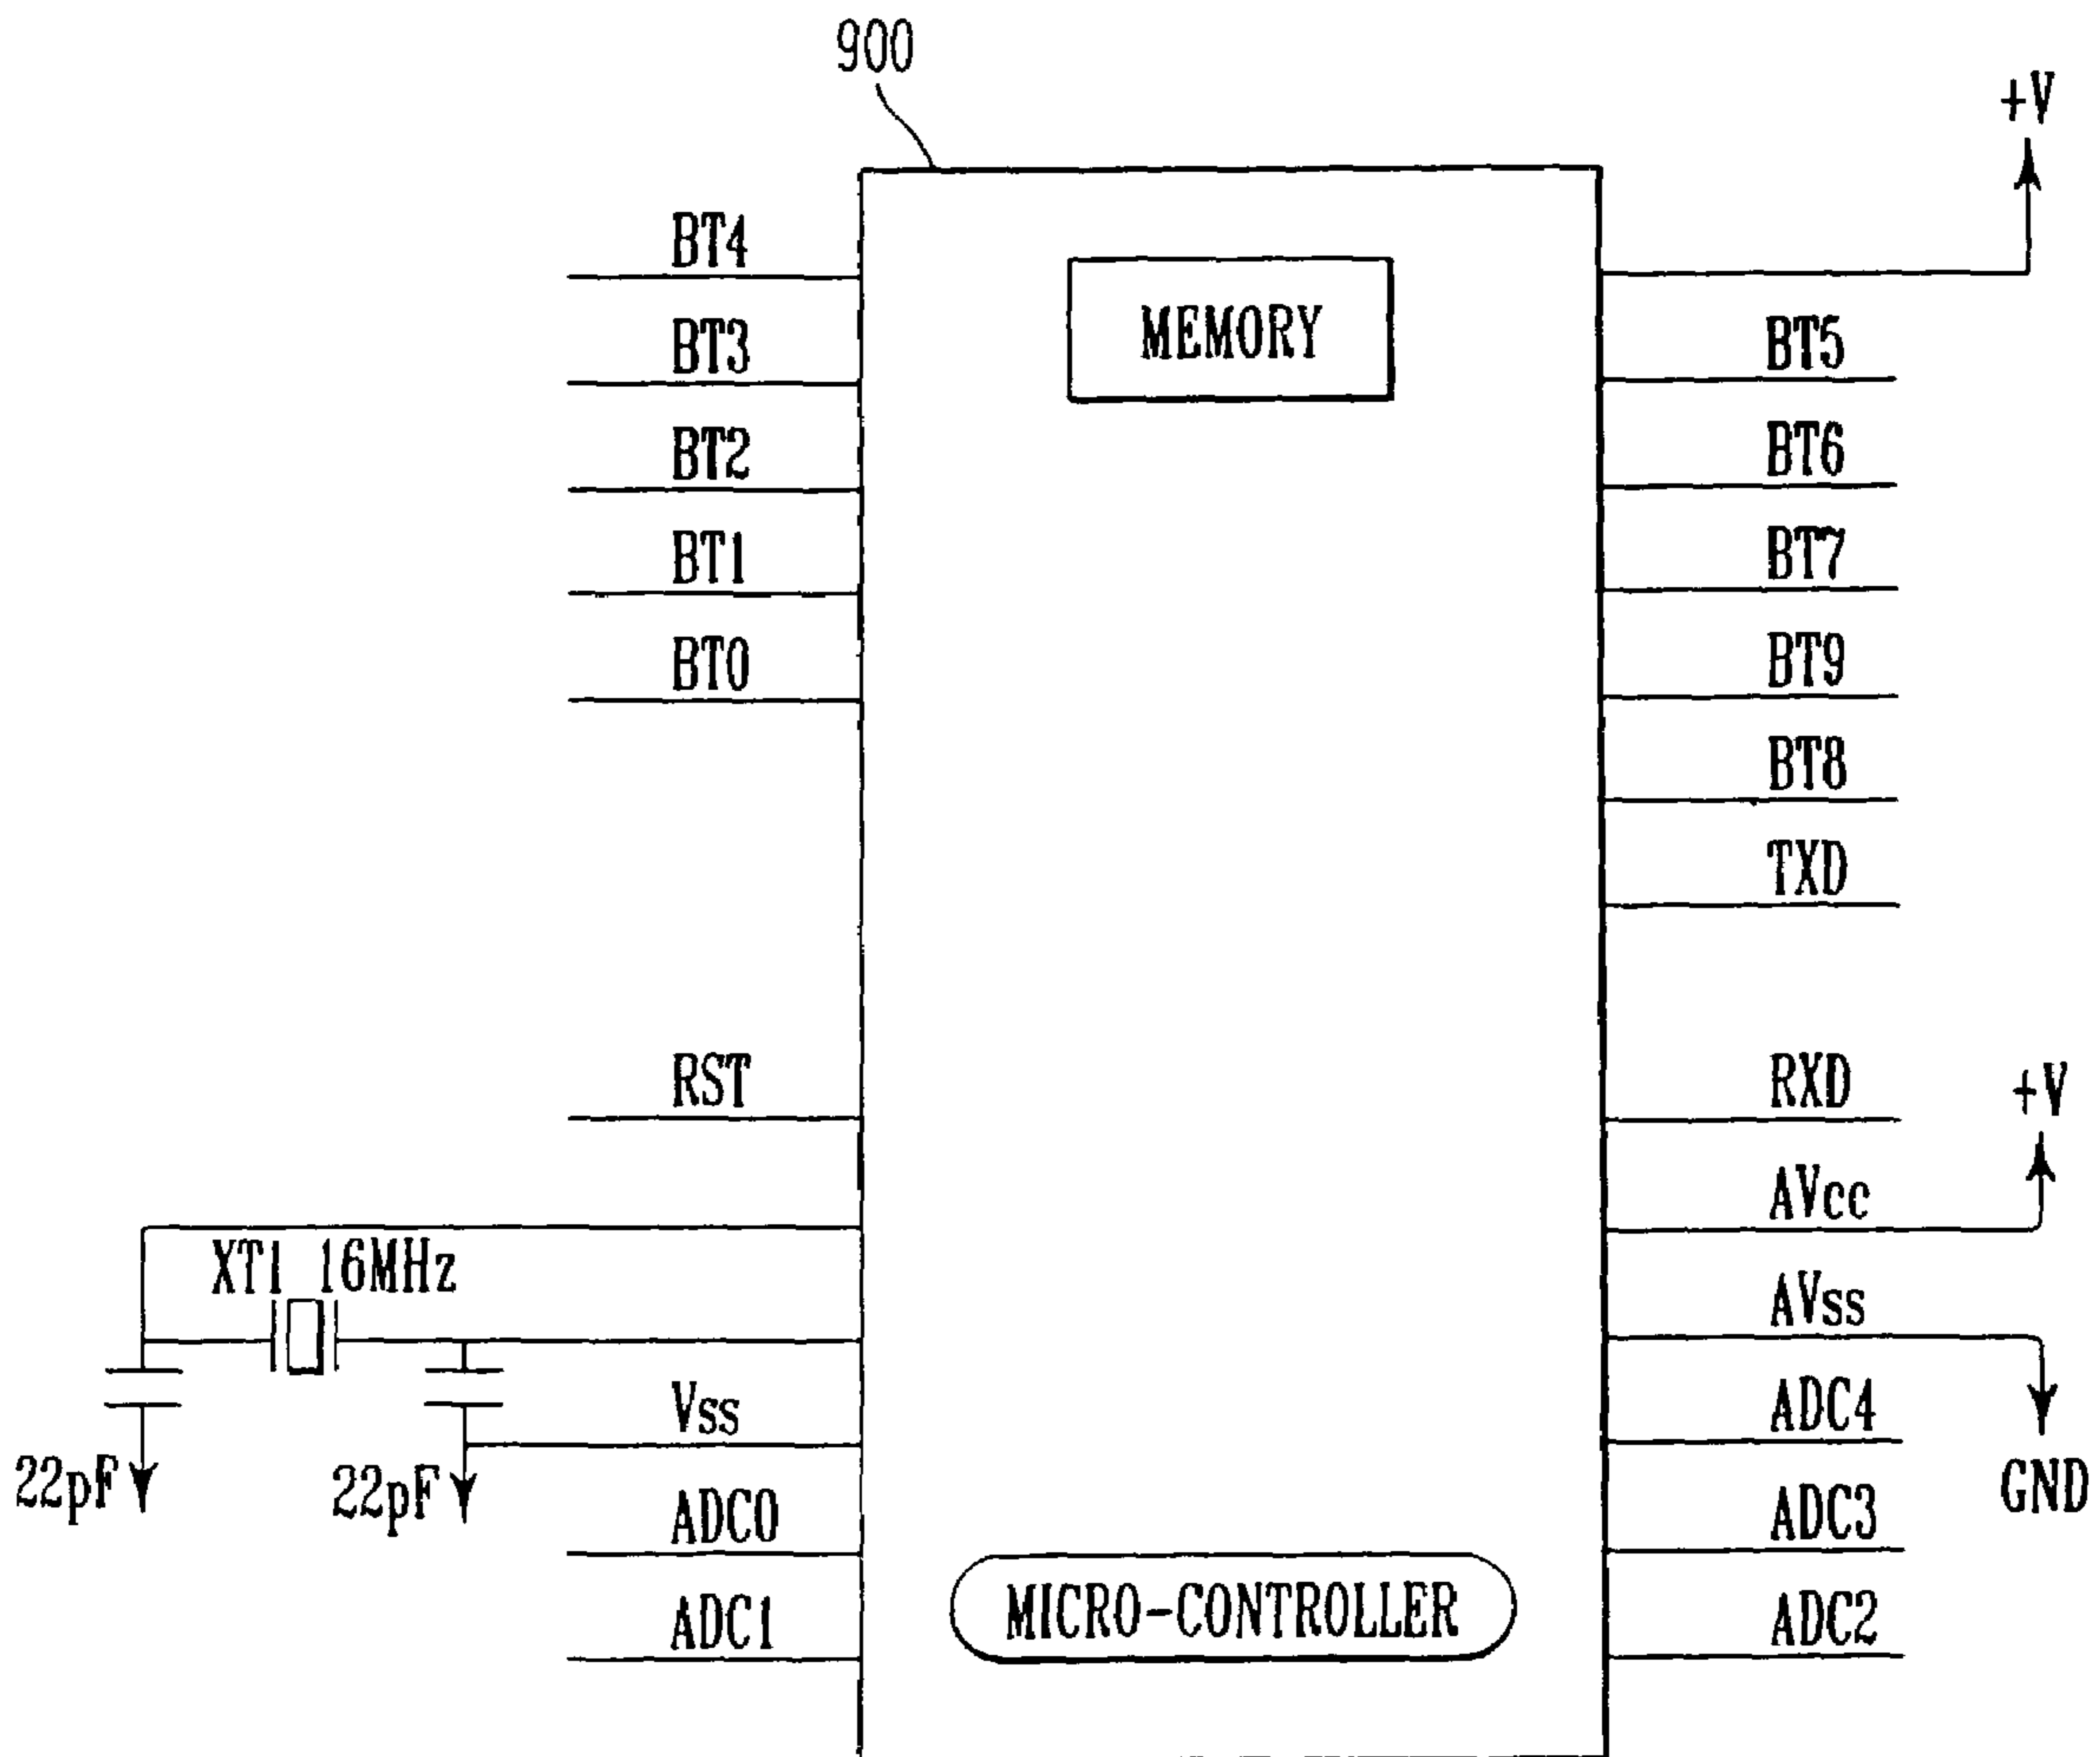 900
+V
BT4
BT3
BT2
BT1
BT0
MEMORY
BT5
BT6
BT7
BT9
BT8
TXD
RST
RXD
+V
AVcc
XT1 16MHz
AVss
Vss
22pF
22pF
ADC0
ADC1
ADC4
GND
ADC3
ADC2
MICRO-CONTROLLER